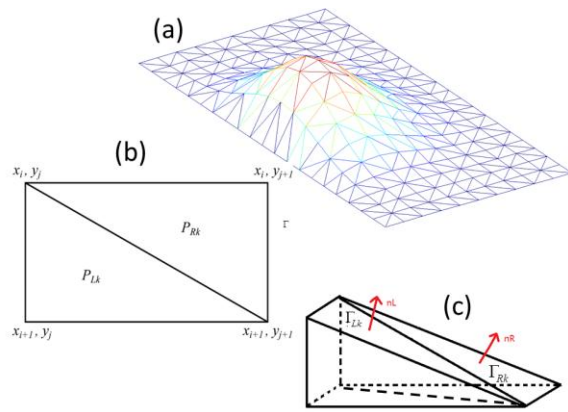 (a)
(b)
x_i, y_j
x_i, y_{j+1}
P_{Rk}
Γ
P_{Lk}
x_{i+1}, y_j
x_{i+1}, y_{j+1}
(c)
nL
Γ_{Lk}
nR
Γ_{Rk}